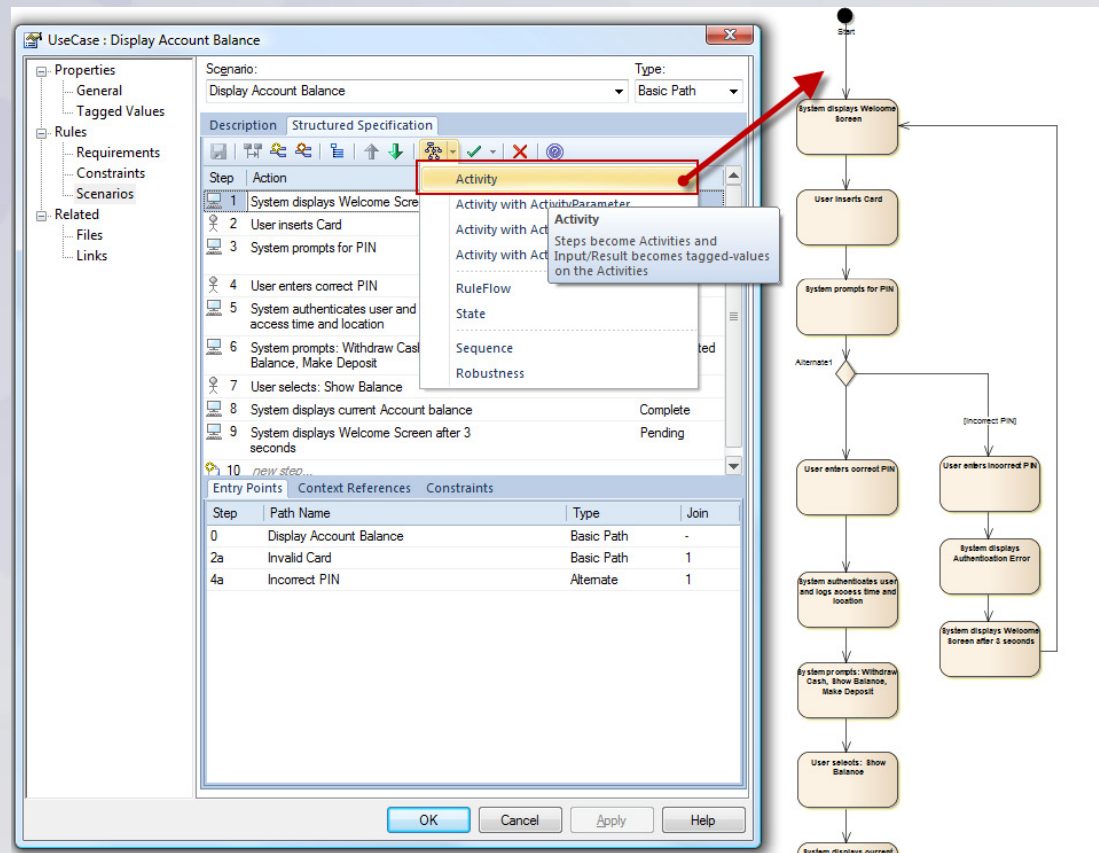 UseCase : Display Account Balance
Properties
General
Tagged Values
Rules
Requirements
Constraints
Scenarios
Related
Files
Links
Scenario:
Type:
Display Account Balance
Basic Path
Description
Structured Specification
Step
Action
1 System displays Welcome Scre
2 User inserts Card
3 System prompts for PIN
4 User enters correct PIN
5 System authenticates user and
access time and location
6 System prompts: Withdraw Cas
ted
Balance, Make Deposit
7 User selects: Show Balance
8 System displays current Account balance
Complete
9 System displays Welcome Screen after 3
Pending
seconds
10 new step...
Activity
Activity with ActivityParameter
Activity with Act
Activity with Act
RuleFlow
State
Sequence
Robustness
Activity
Steps become Activities and
Input/Result becomes tagged-values
on the Activities
Entry Points
Context References
Constraints
Step
Path Name
Type
Join
0
Display Account Balance
Basic Path
-
2a
Invalid Card
Basic Path
1
4a
Incorrect PIN
Alternate
1
OK
Cancel
Apply
Help
Start
System displays Welcome
Screen
User Inserts Card
System prompts for PIN
Alternate1
[Incorrect PIN]
User enters correct PIN
User enters Incorrect PIN
System displays
Authentication Error
System authenticates user
and logs access time and
location
System displays Welcome
Screen after 3 seconds
System prompts: Withdraw
Cash, Show Balance,
Make Deposit
User selects: Show
Balance
System displays current